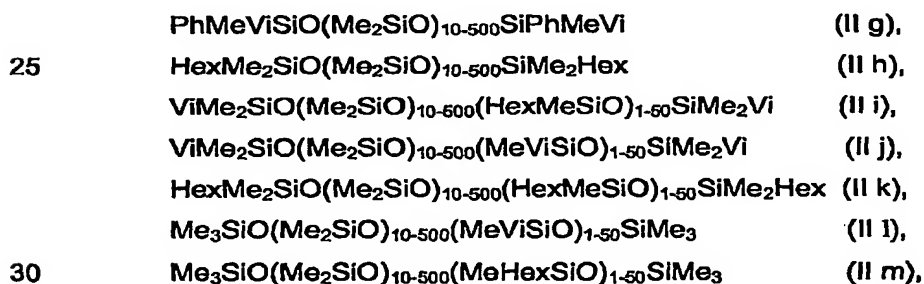 PhMeViSiO(Me₂SiO)₁₀₋₅₀₀SiPhMeVi (II g),
25 HexMe₂SiO(Me₂SiO)₁₀₋₅₀₀SiMe₂Hex (II h),
ViMe₂SiO(Me₂SiO)₁₀₋₅₀₀(HexMeSiO)₁₋₅₀SiMe₂Vi (II i),
ViMe₂SiO(Me₂SiO)₁₀₋₅₀₀(MeViSiO)₁₋₅₀SiMe₂Vi (II j),
HexMe₂SiO(Me₂SiO)₁₀₋₅₀₀(HexMeSiO)₁₋₅₀SiMe₂Hex (II k),
Me₃SiO(Me₂SiO)₁₀₋₅₀₀(MeViSiO)₁₋₅₀SiMe₃ (II l),
30 Me₃SiO(Me₂SiO)₁₀₋₅₀₀(MeHexSiO)₁₋₅₀SiMe₃ (II m),